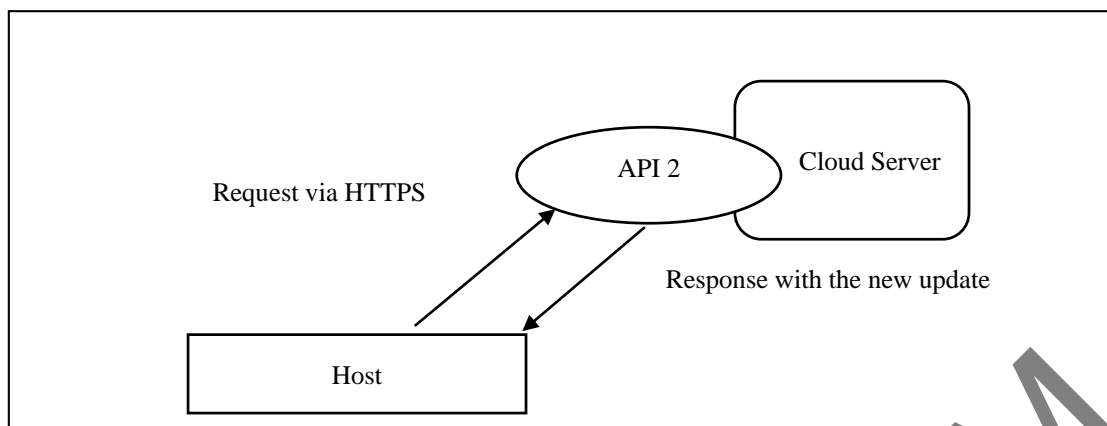 API 2
Cloud Server
Request via HTTPS
Response with the new update
Host